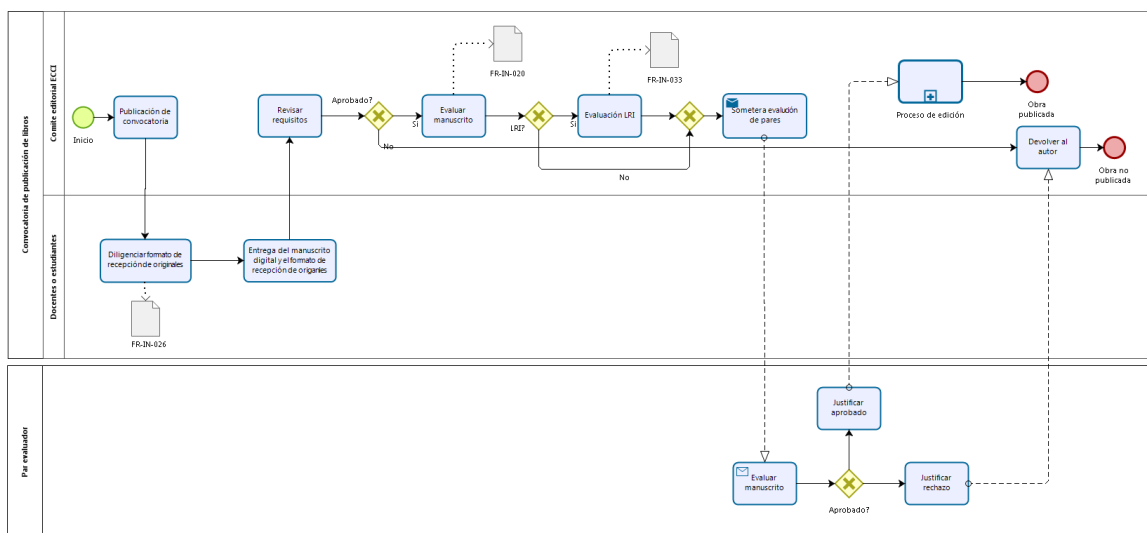 Convocatoria de publicación de libros
Comité editorial ECCI
Inicio
Publicación de
convocatoria
Revisar
requisitos
Aprobado?
Si
No
Evaluar
manuscrito
FR-IN-020
LRI?
Si
No
Evaluación LRI
FR-IN-033
Someter a evalución
de pares
Proceso de edición
Obra
publicada
Devolver al
autor
Obra no
publicada
Docentes o estudiantes
Diligenciar formato de
recepción de originales
FR-IN-026
Entrega del manuscrito
digital y el formato de
recepción de origanles
Par evaluador
Evaluar
manuscrito
Aprobado?
Justificar
aprobado
Justificar
rechazo